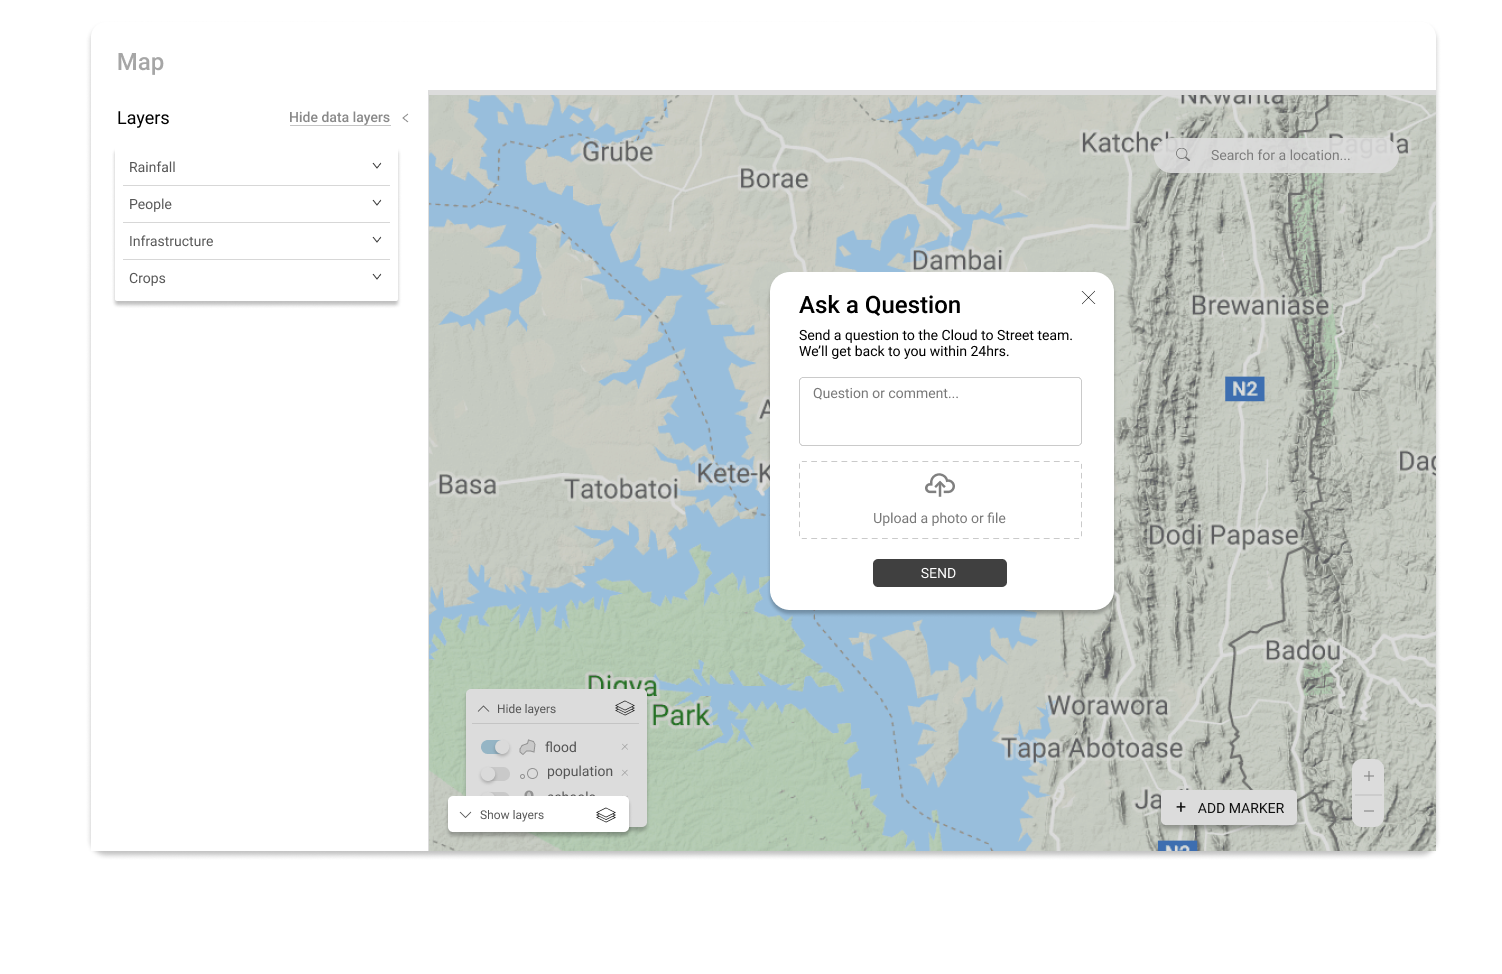 Map
Layers
Hide data layers
Rainfall
People
Infrastructure
Crops
Nkwanta
Grube
Borae
Pagala
Search for a location...
Dambai
Brewaniase
N2
Ask a Question
Send a question to the Cloud to Street team.
We'll get back to you within 24hrs.
Question or comment...
Upload a photo or file
SEND
Basa
Tatobatoi
Kete-K
Dodi Papase
Badou
Digya
Park
Worawora
Tapa Abotoase
Hide layers
flood
population
schools
Show layers
+ ADD MARKER
+
−
N2